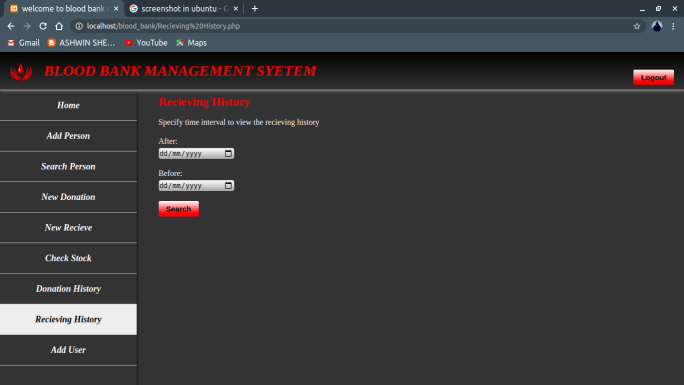 welcome to blood bank
screenshot in ubuntu - G
localhost/blood_bank/Recieving%20History.php
Gmail
ASHWIN SHE...
YouTube
Maps
BLOOD BANK MANAGEMENT SYETEM
Logout
Home
Add Person
Search Person
New Donation
New Recieve
Check Stock
Donation History
Recieving History
Add User
Recieving History
Specify time interval to view the recieving history
After:
dd/mm/yyyy
Before:
dd/mm/yyyy
Search